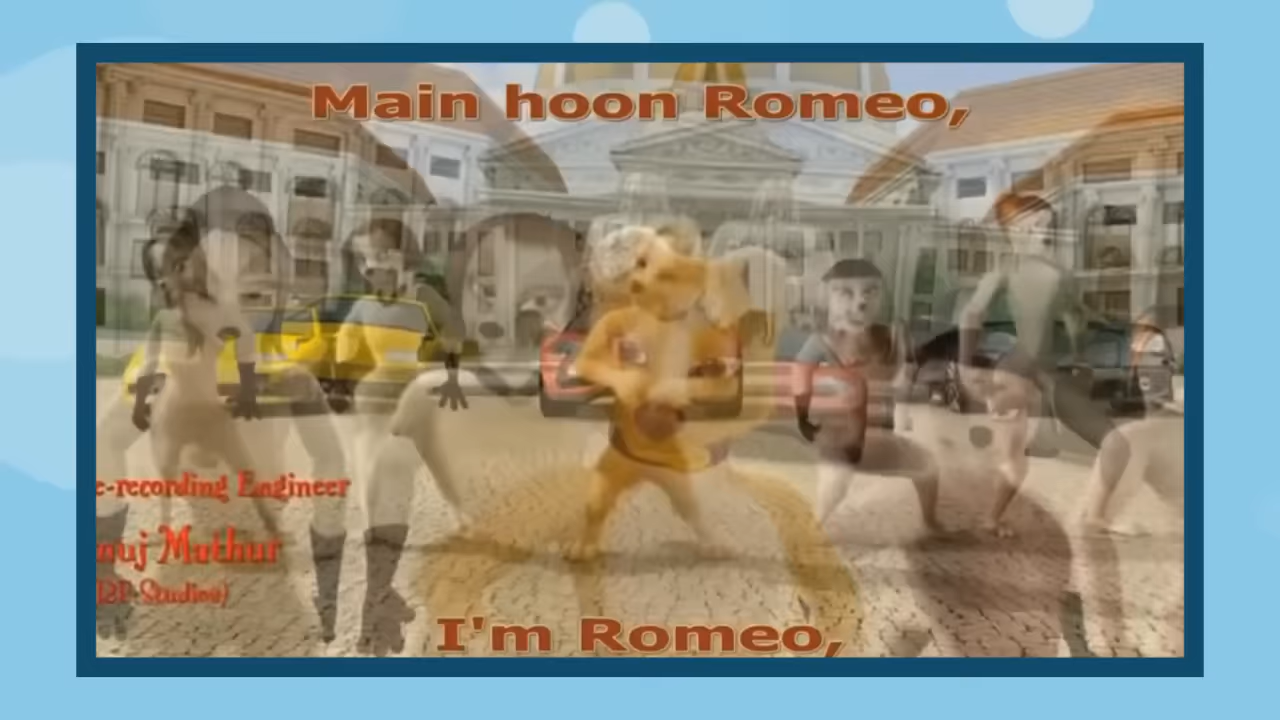 Main hoon Romeo,
e-recording Engineer
nuj Mathur
I'm Romeo,